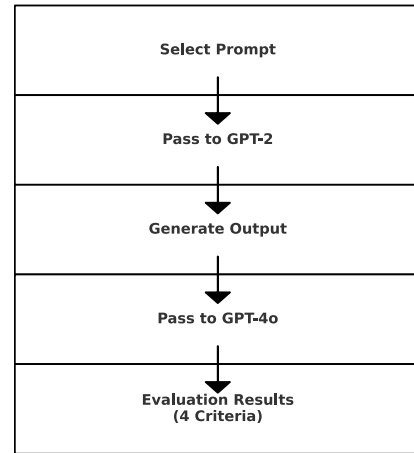 Select Prompt
Pass to GPT-2
Generate Output
Pass to GPT-4o
Evaluation Results
(4 Criteria)